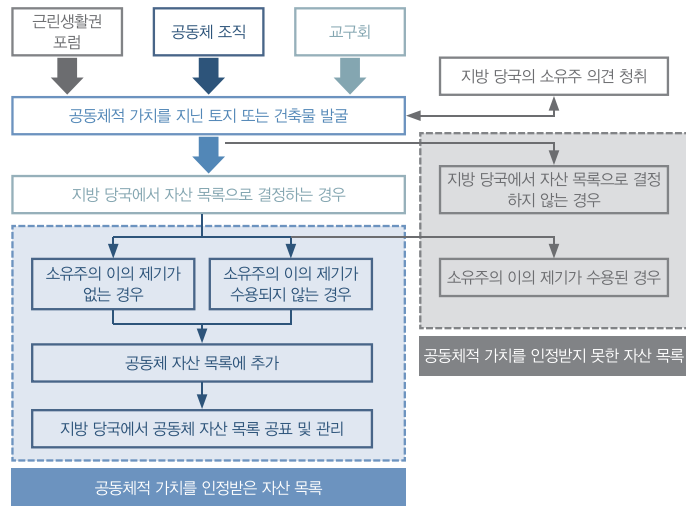 근린생활권
포럼
공동체 조직
교구회
지방 당국의 소유주 의견 청취
공동체적 가치를 지닌 토지 또는 건축물 발굴
지방 당국에서 자산 목록으로 결정하는 경우
지방 당국에서 자산 목록으로 결정
하지 않는 경우
소유주의 이의 제기가
없는 경우
소유주의 이의 제기가
수용되지 않는 경우
소유주의 이의 제기가 수용된 경우
공동체 자산 목록에 추가
공동체적 가치를 인정받지 못한 자산 목록
지방 당국에서 공동체 자산 목록 공표 및 관리
공동체적 가치를 인정받은 자산 목록